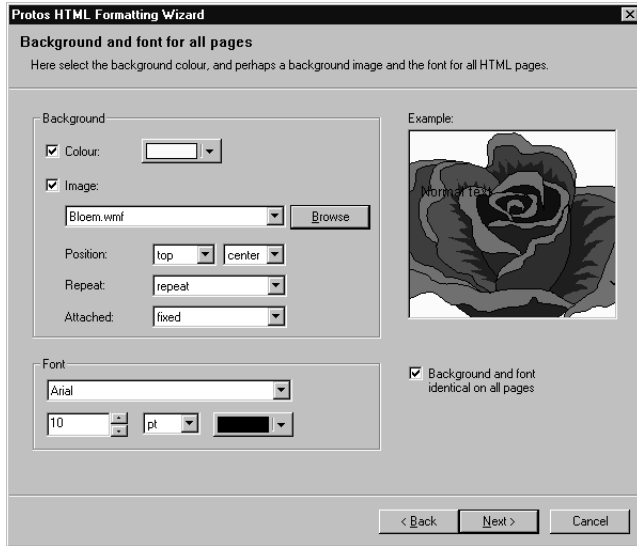 Protos HTML Formatting Wizard
Background and font for all pages
Here select the background colour, and perhaps a background image and the font for all HTML pages.
Background
Colour:
Image:
Bloem.wmf
Browse
Position:
top
center
Repeat:
repeat
Attached:
fixed
Example:
Normal text
Font
Arial
10
pt
Background and font
identical on all pages
< Back
Next >
Cancel